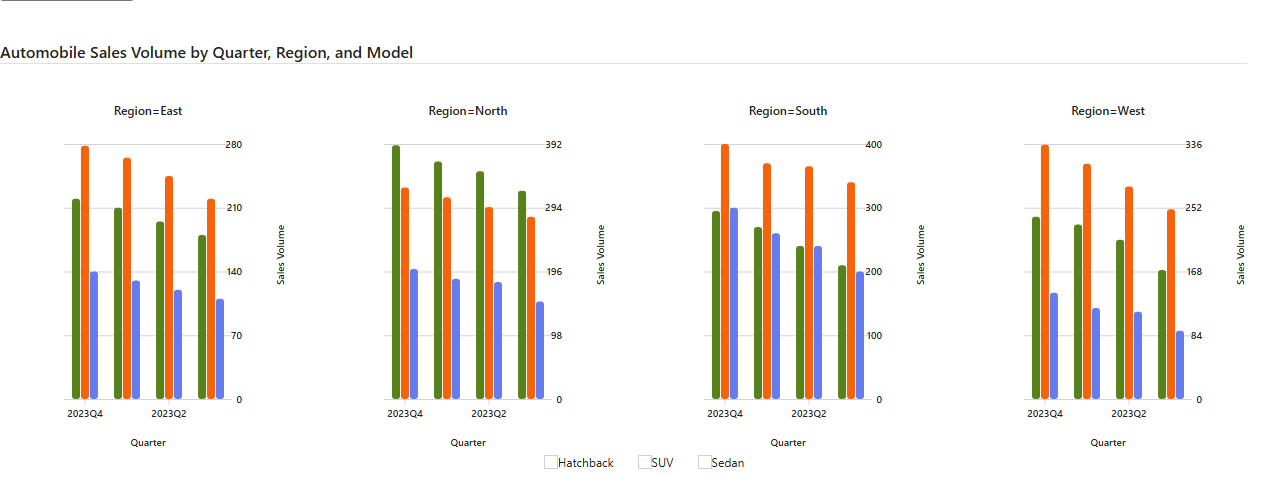 Automobile Sales Volume by Quarter, Region, and Model
Region=East
280
210
140
70
0
Sales Volume
2023Q4
2023Q2
Quarter
Region=North
392
294
196
98
0
Sales Volume
2023Q4
2023Q2
Quarter
Region=South
400
300
200
100
0
Sales Volume
2023Q4
2023Q2
Quarter
Region=West
336
252
168
84
0
Sales Volume
2023Q4
2023Q2
Quarter
Hatchback
SUV
Sedan